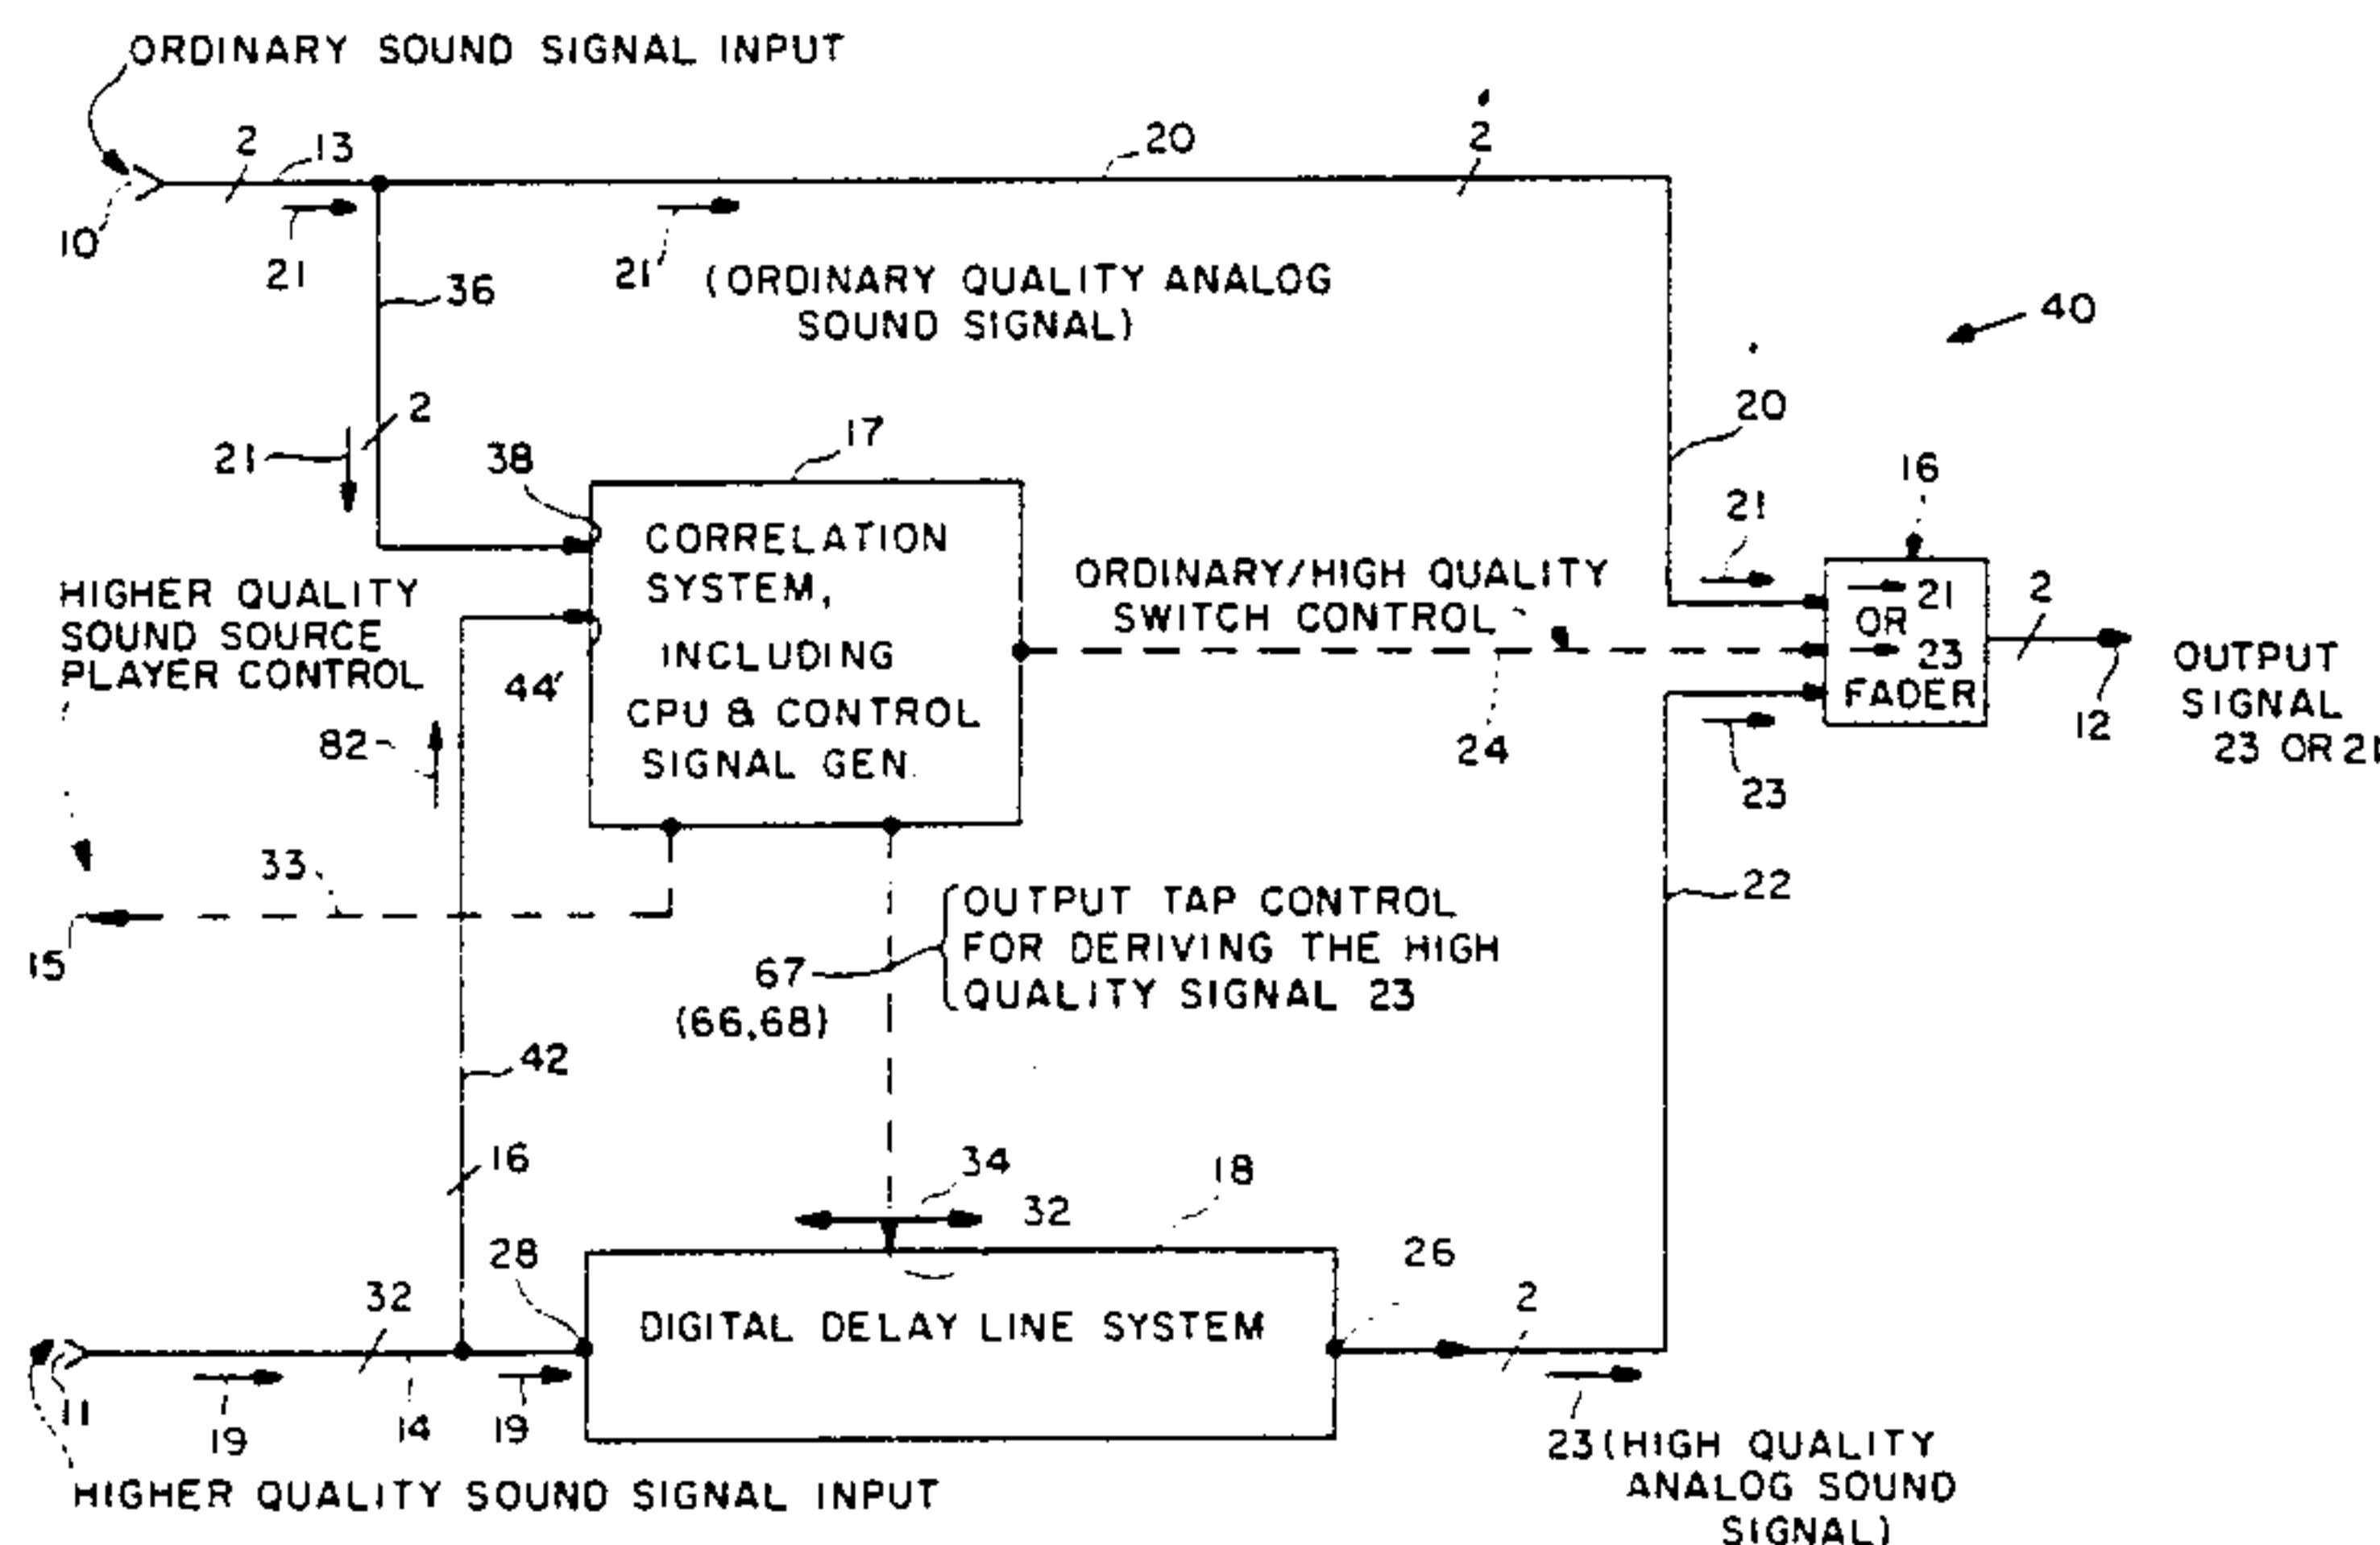 ORDINARY SOUND SIGNAL INPUT
2
13
20
2
10
21
21
36
(ORDINARY QUALITY ANALOG
SOUND SIGNAL)
40
2
21
38
17
20
16
21
HIGHER QUALITY
SOUND SOURCE
PLAYER CONTROL
CORRELATION
SYSTEM,
INCLUDING
CPU & CONTROL
SIGNAL GEN.
44'
82
ORDINARY/HIGH QUALITY
SWITCH CONTROL
24
21
OR
23
FADER
2
12
OUTPUT
SIGNAL
23 OR 21
23
22
33
15
67
(66,68)
OUTPUT TAP CONTROL
FOR DERIVING THE HIGH
QUALITY SIGNAL 23
42
16
34
32
18
28
26
32
2
DIGITAL DELAY LINE SYSTEM
11
19
14
19
HIGHER QUALITY SOUND SIGNAL INPUT
23 (HIGH QUALITY
ANALOG SOUND
SIGNAL)